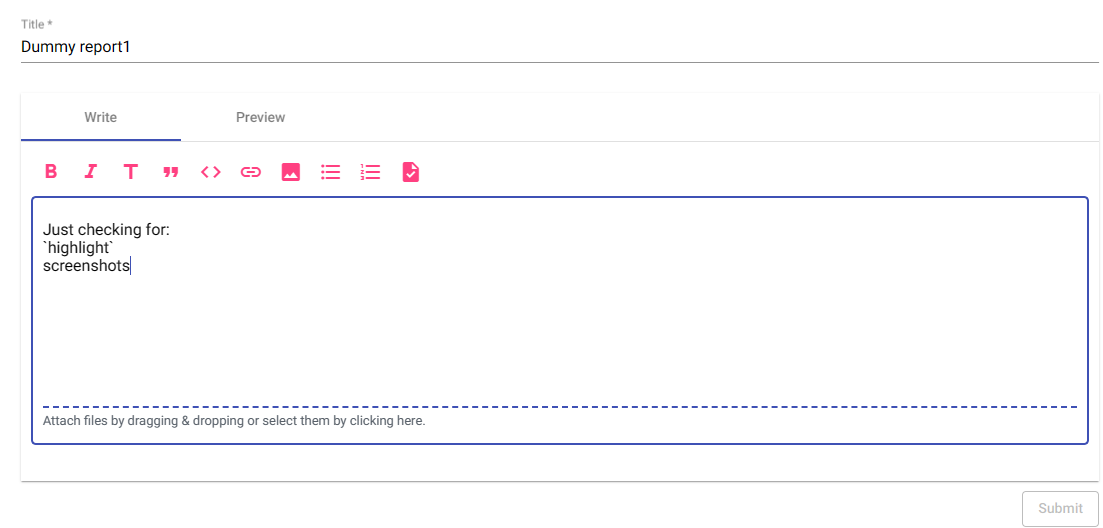 Title *
Dummy report1
Write
Preview
Just checking for:
`highlight`
screenshots
Attach files by dragging & dropping or select them by clicking here.
Submit